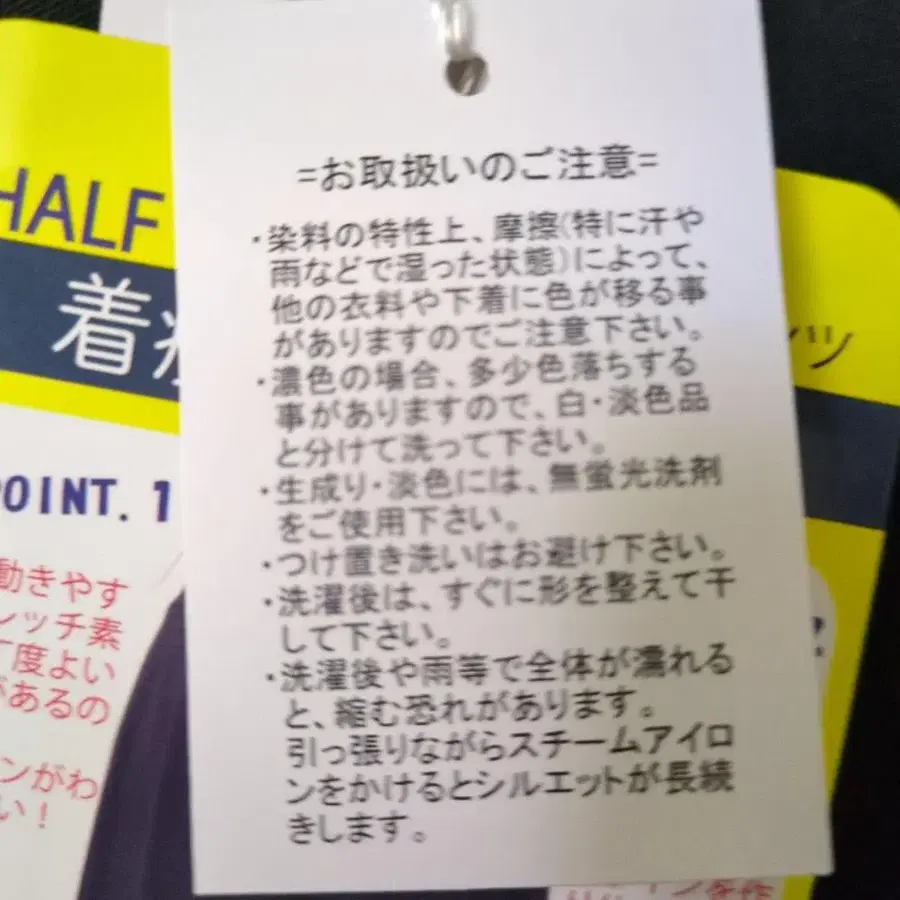 =お取扱いのご注意=
・染料の特性上、摩擦(特に汗や
雨などで湿った状態)によって、
他の衣料や下着に色が移る事
がありますのでご注意下さい。
・濃色の場合、多少色落ちする
事がありますので、白・淡色品
と分けて洗って下さい。
・生成り・淡色には、無蛍光洗剤
をご使用下さい。
・つけ置き洗いはお避け下さい。
・洗濯後は、すぐに形を整えて干
して下さい。
・洗濯後や雨等で全体が濡れる
と、縮む恐れがあります。
引っ張りながらスチームアイロ
ンをかけるとシルエットが長続
きします。
HALF
着
ンツ
POINT. 1
動きやす
レッチ素
度よい
があるの
ンがわ
い!